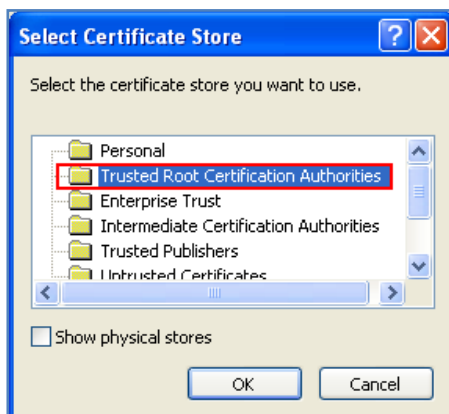 Select Certificate Store
Select the certificate store you want to use.
Personal
Trusted Root Certification Authorities
Enterprise Trust
Intermediate Certification Authorities
Trusted Publishers
Untrusted Certificates
Show physical stores
OK
Cancel